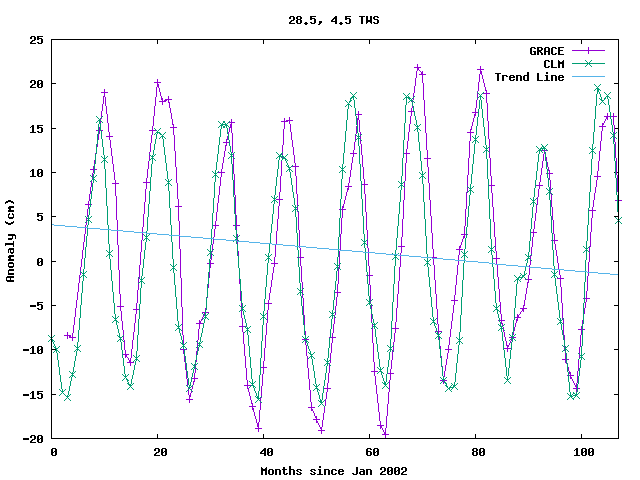 28.5, 4.5 TWS
GRACE
CLM
Trend Line
25
20
15
10
5
0
-5
-10
-15
-20
Anomaly (cm)
0 20 40 60 80 100
Months since Jan 2002